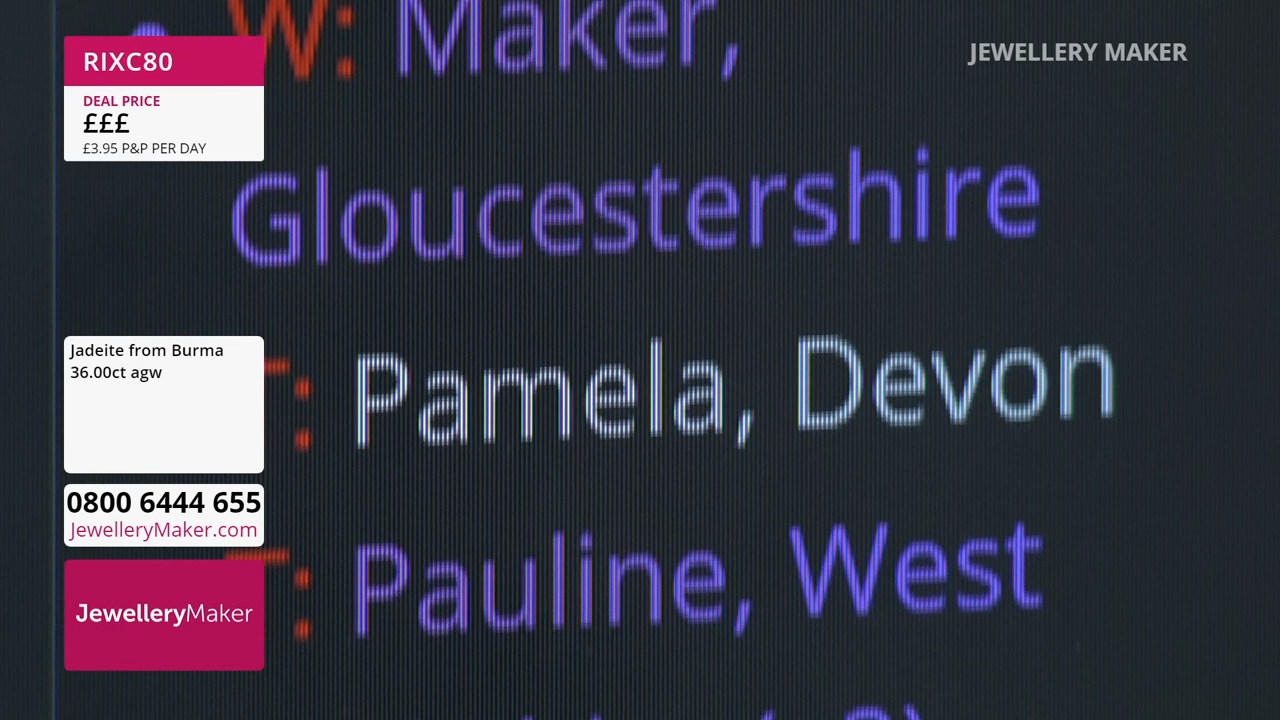 RIXC80
DEAL PRICE
£££
£3.95 P&P PER DAY
JEWELLERY MAKER
W: Maker,
Gloucestershire
: Pamela, Devon
: Pauline, West
Jadeite from Burma
36.00ct agw
0800 6444 655
JewelleryMaker.com
JewelleryMaker